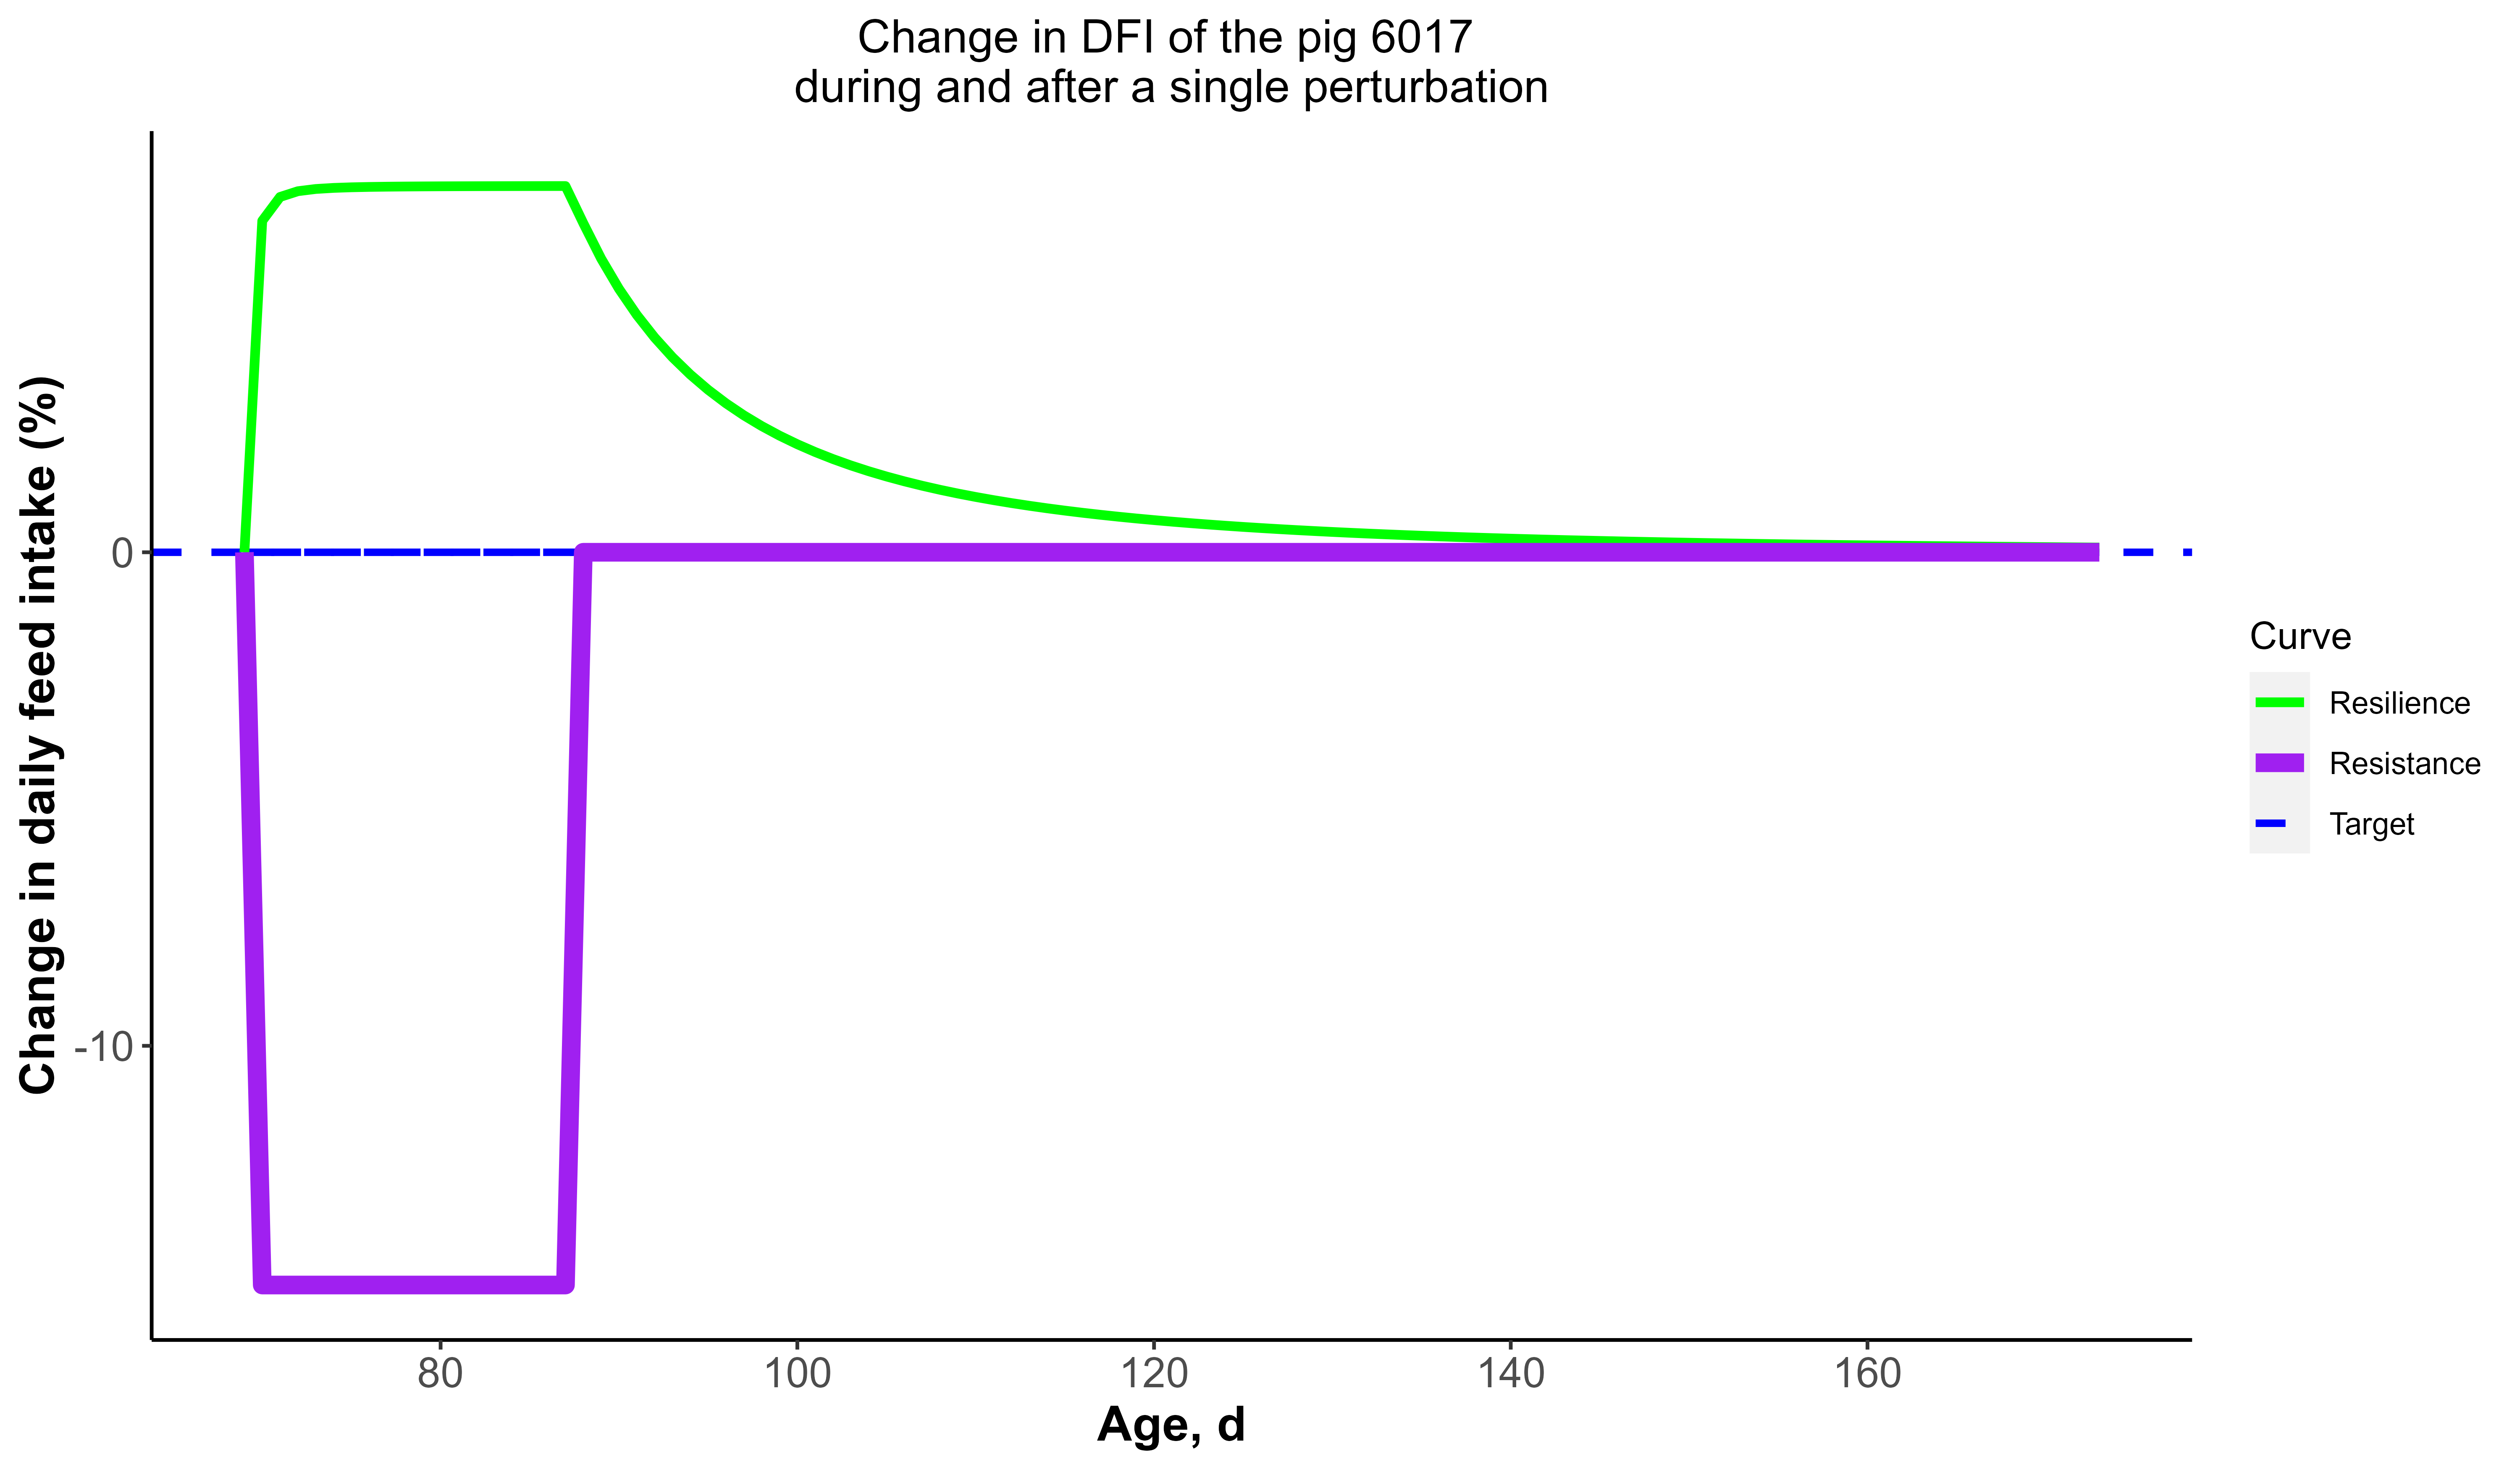 Change in DFI of the pig 6017
during and after a single perturbation
Change in daily feed intake (%)
0
-10
80
100
120
140
160
Age, d
Curve
Resilience
Resistance
Target